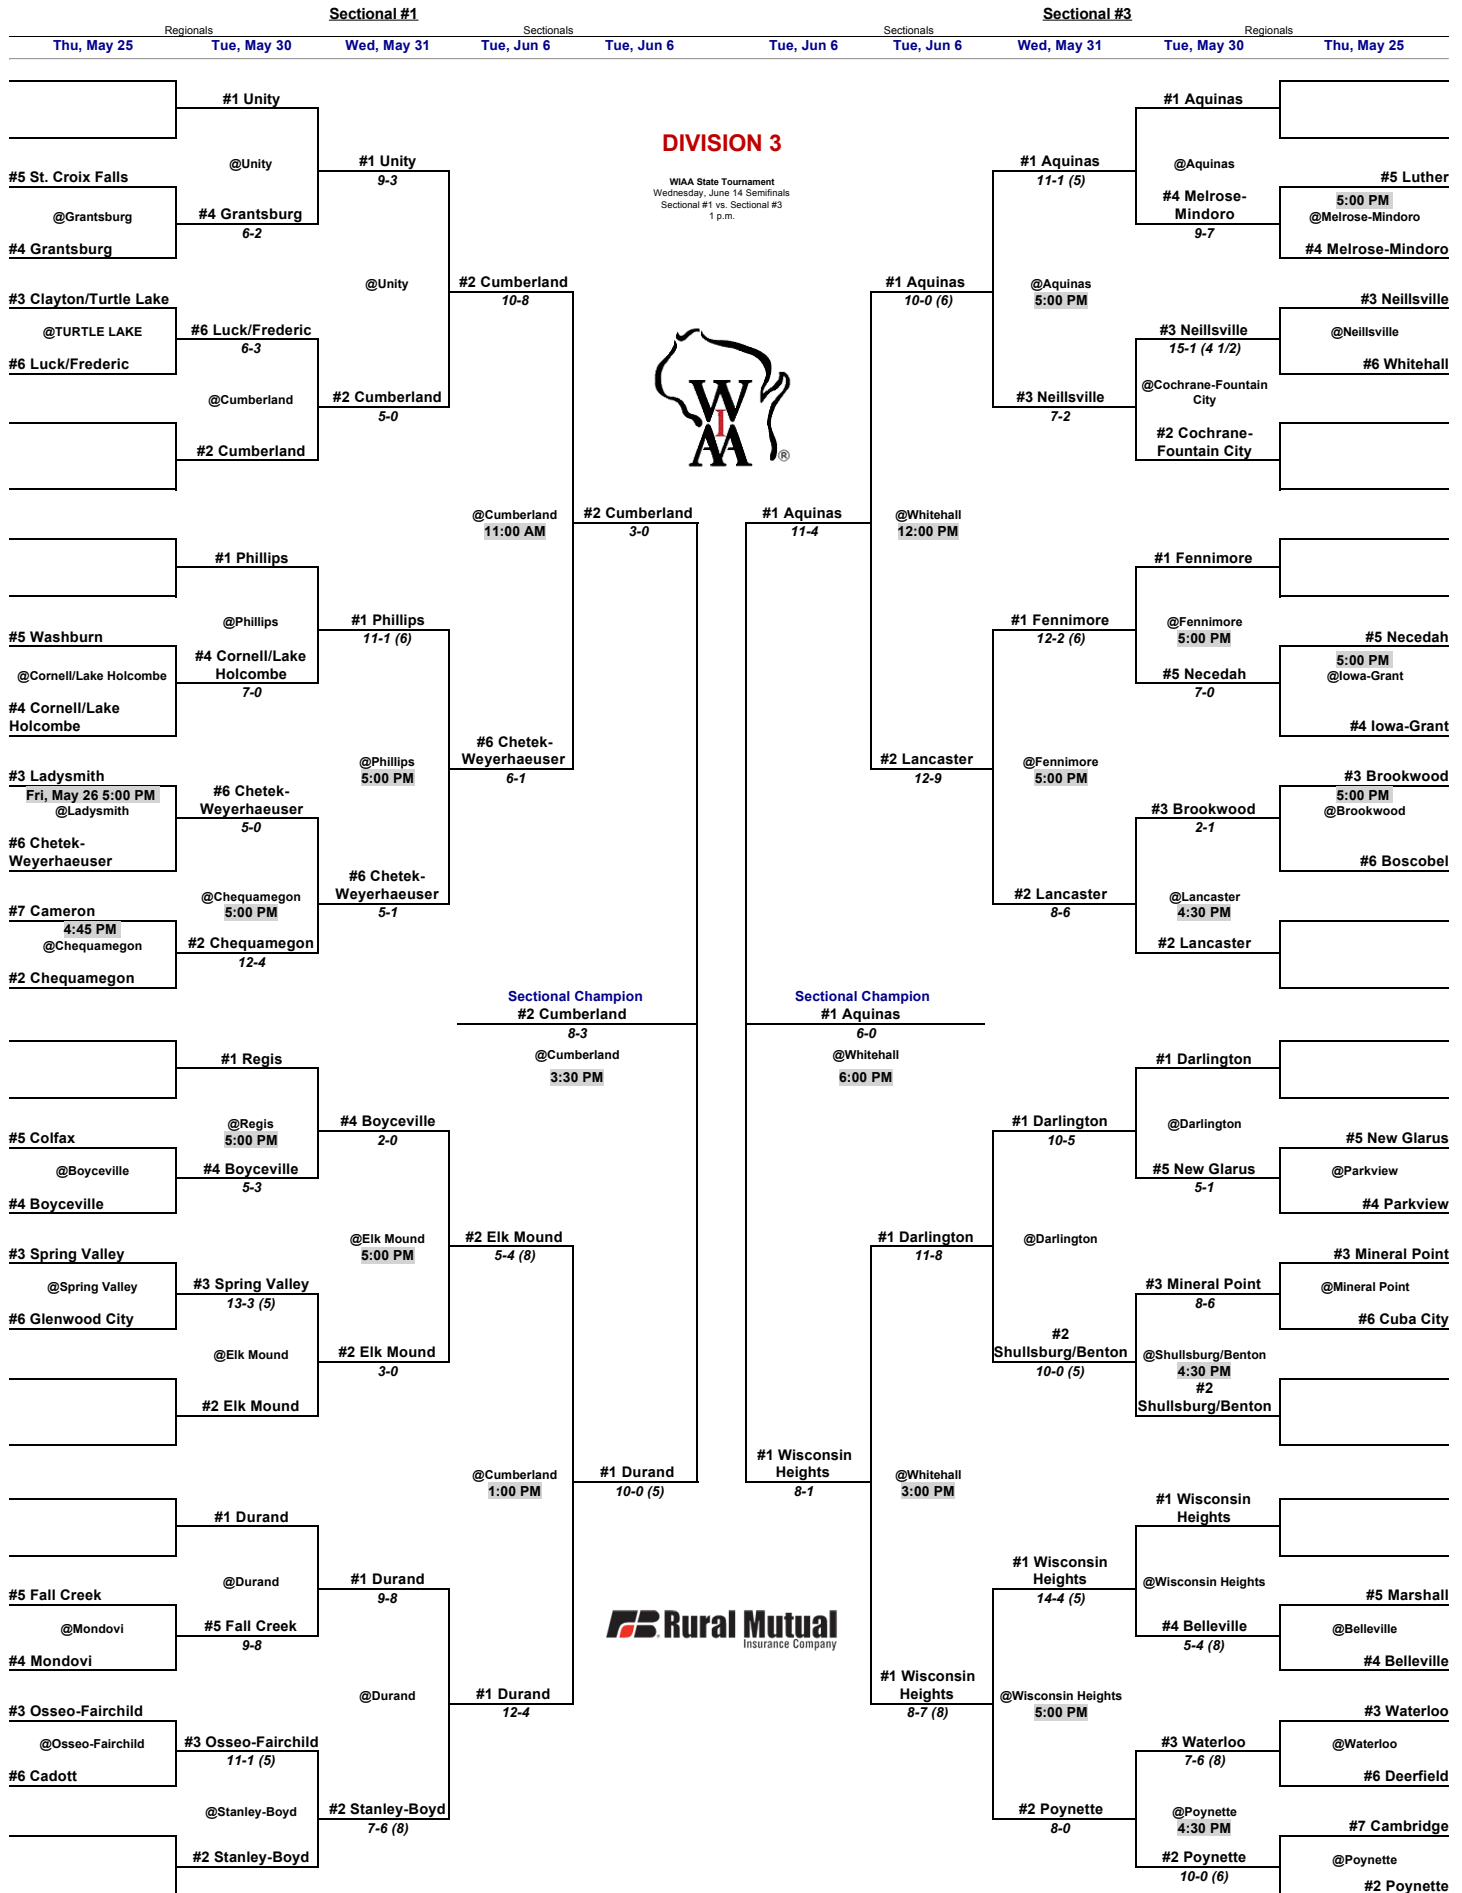 Sectional #1
Sectional #3
Regionals
Sectionals
Sectionals
Regionals
Thu, May 25
Tue, May 30
Wed, May 31
Tue, Jun 6
Tue, Jun 6
Tue, Jun 6
Tue, Jun 6
Wed, May 31
Tue, May 30
Thu, May 25
DIVISION 3
WIAA State Tournament
Wednesday, June 14 Semifinals
Sectional #1 vs. Sectional #3
1 p.m.
WIAA
®
#1 Unity
@Unity
#1 Unity
9-3
#5 St. Croix Falls
@Grantsburg
#4 Grantsburg
#4 Grantsburg
6-2
@Unity
#2 Cumberland
10-8
#3 Clayton/Turtle Lake
@TURTLE LAKE
#6 Luck/Frederic
#6 Luck/Frederic
6-3
@Cumberland
#2 Cumberland
5-0
#2 Cumberland
@Cumberland
11:00 AM
#2 Cumberland
3-0
#1 Phillips
@Phillips
#1 Phillips
11-1 (6)
#5 Washburn
@Cornell/Lake Holcombe
#4 Cornell/Lake
Holcombe
#4 Cornell/Lake
Holcombe
7-0
@Phillips
5:00 PM
#6 Chetek-
Weyerhaeuser
6-1
#3 Ladysmith
Fri, May 26 5:00 PM
@Ladysmith
#6 Chetek-
Weyerhaeuser
#6 Chetek-
Weyerhaeuser
5-0
@Chequamegon
5:00 PM
#6 Chetek-
Weyerhaeuser
5-1
#7 Cameron
4:45 PM
@Chequamegon
#2 Chequamegon
#2 Chequamegon
12-4
Sectional Champion
#2 Cumberland
8-3
@Cumberland
3:30 PM
#1 Regis
@Regis
5:00 PM
#4 Boyceville
2-0
#5 Colfax
@Boyceville
#4 Boyceville
#4 Boyceville
5-3
@Elk Mound
5:00 PM
#2 Elk Mound
5-4 (8)
#3 Spring Valley
@Spring Valley
#6 Glenwood City
#3 Spring Valley
13-3 (5)
@Elk Mound
#2 Elk Mound
3-0
#2 Elk Mound
@Cumberland
1:00 PM
#1 Durand
10-0 (5)
#1 Durand
@Durand
#1 Durand
9-8
#5 Fall Creek
@Mondovi
#4 Mondovi
#5 Fall Creek
9-8
@Durand
#1 Durand
12-4
#3 Osseo-Fairchild
@Osseo-Fairchild
#6 Cadott
#3 Osseo-Fairchild
11-1 (5)
@Stanley-Boyd
#2 Stanley-Boyd
7-6 (8)
#2 Stanley-Boyd
#1 Aquinas
@Aquinas
#1 Aquinas
11-1 (5)
#5 Luther
5:00 PM
@Melrose-Mindoro
#4 Melrose-Mindoro
#4 Melrose-
Mindoro
9-7
@Aquinas
5:00 PM
#1 Aquinas
10-0 (6)
#3 Neillsville
@Neillsville
#6 Whitehall
#3 Neillsville
15-1 (4 1/2)
@Cochrane-Fountain
City
#3 Neillsville
7-2
#2 Cochrane-
Fountain City
@Whitehall
12:00 PM
#1 Aquinas
11-4
#1 Fennimore
@Fennimore
5:00 PM
#1 Fennimore
12-2 (6)
#5 Necedah
5:00 PM
@Iowa-Grant
#4 Iowa-Grant
#5 Necedah
7-0
@Fennimore
5:00 PM
#2 Lancaster
12-9
#3 Brookwood
5:00 PM
@Brookwood
#6 Boscobel
#3 Brookwood
2-1
@Lancaster
4:30 PM
#2 Lancaster
8-6
#2 Lancaster
Sectional Champion
#1 Aquinas
6-0
@Whitehall
6:00 PM
#1 Darlington
@Darlington
#1 Darlington
10-5
#5 New Glarus
@Parkview
#4 Parkview
#5 New Glarus
5-1
@Darlington
#1 Darlington
11-8
#3 Mineral Point
@Mineral Point
#6 Cuba City
#3 Mineral Point
8-6
@Shullsburg/Benton
4:30 PM
#2
Shullsburg/Benton
10-0 (5)
#2
Shullsburg/Benton
@Whitehall
3:00 PM
#1 Wisconsin
Heights
8-1
#1 Wisconsin
Heights
@Wisconsin Heights
#1 Wisconsin
Heights
14-4 (5)
#5 Marshall
@Belleville
#4 Belleville
#4 Belleville
5-4 (8)
@Wisconsin Heights
5:00 PM
#1 Wisconsin
Heights
8-7 (8)
#3 Waterloo
@Waterloo
#6 Deerfield
#3 Waterloo
7-6 (8)
@Poynette
4:30 PM
#2 Poynette
8-0
#7 Cambridge
@Poynette
#2 Poynette
#2 Poynette
10-0 (6)
Rural Mutual
Insurance Company